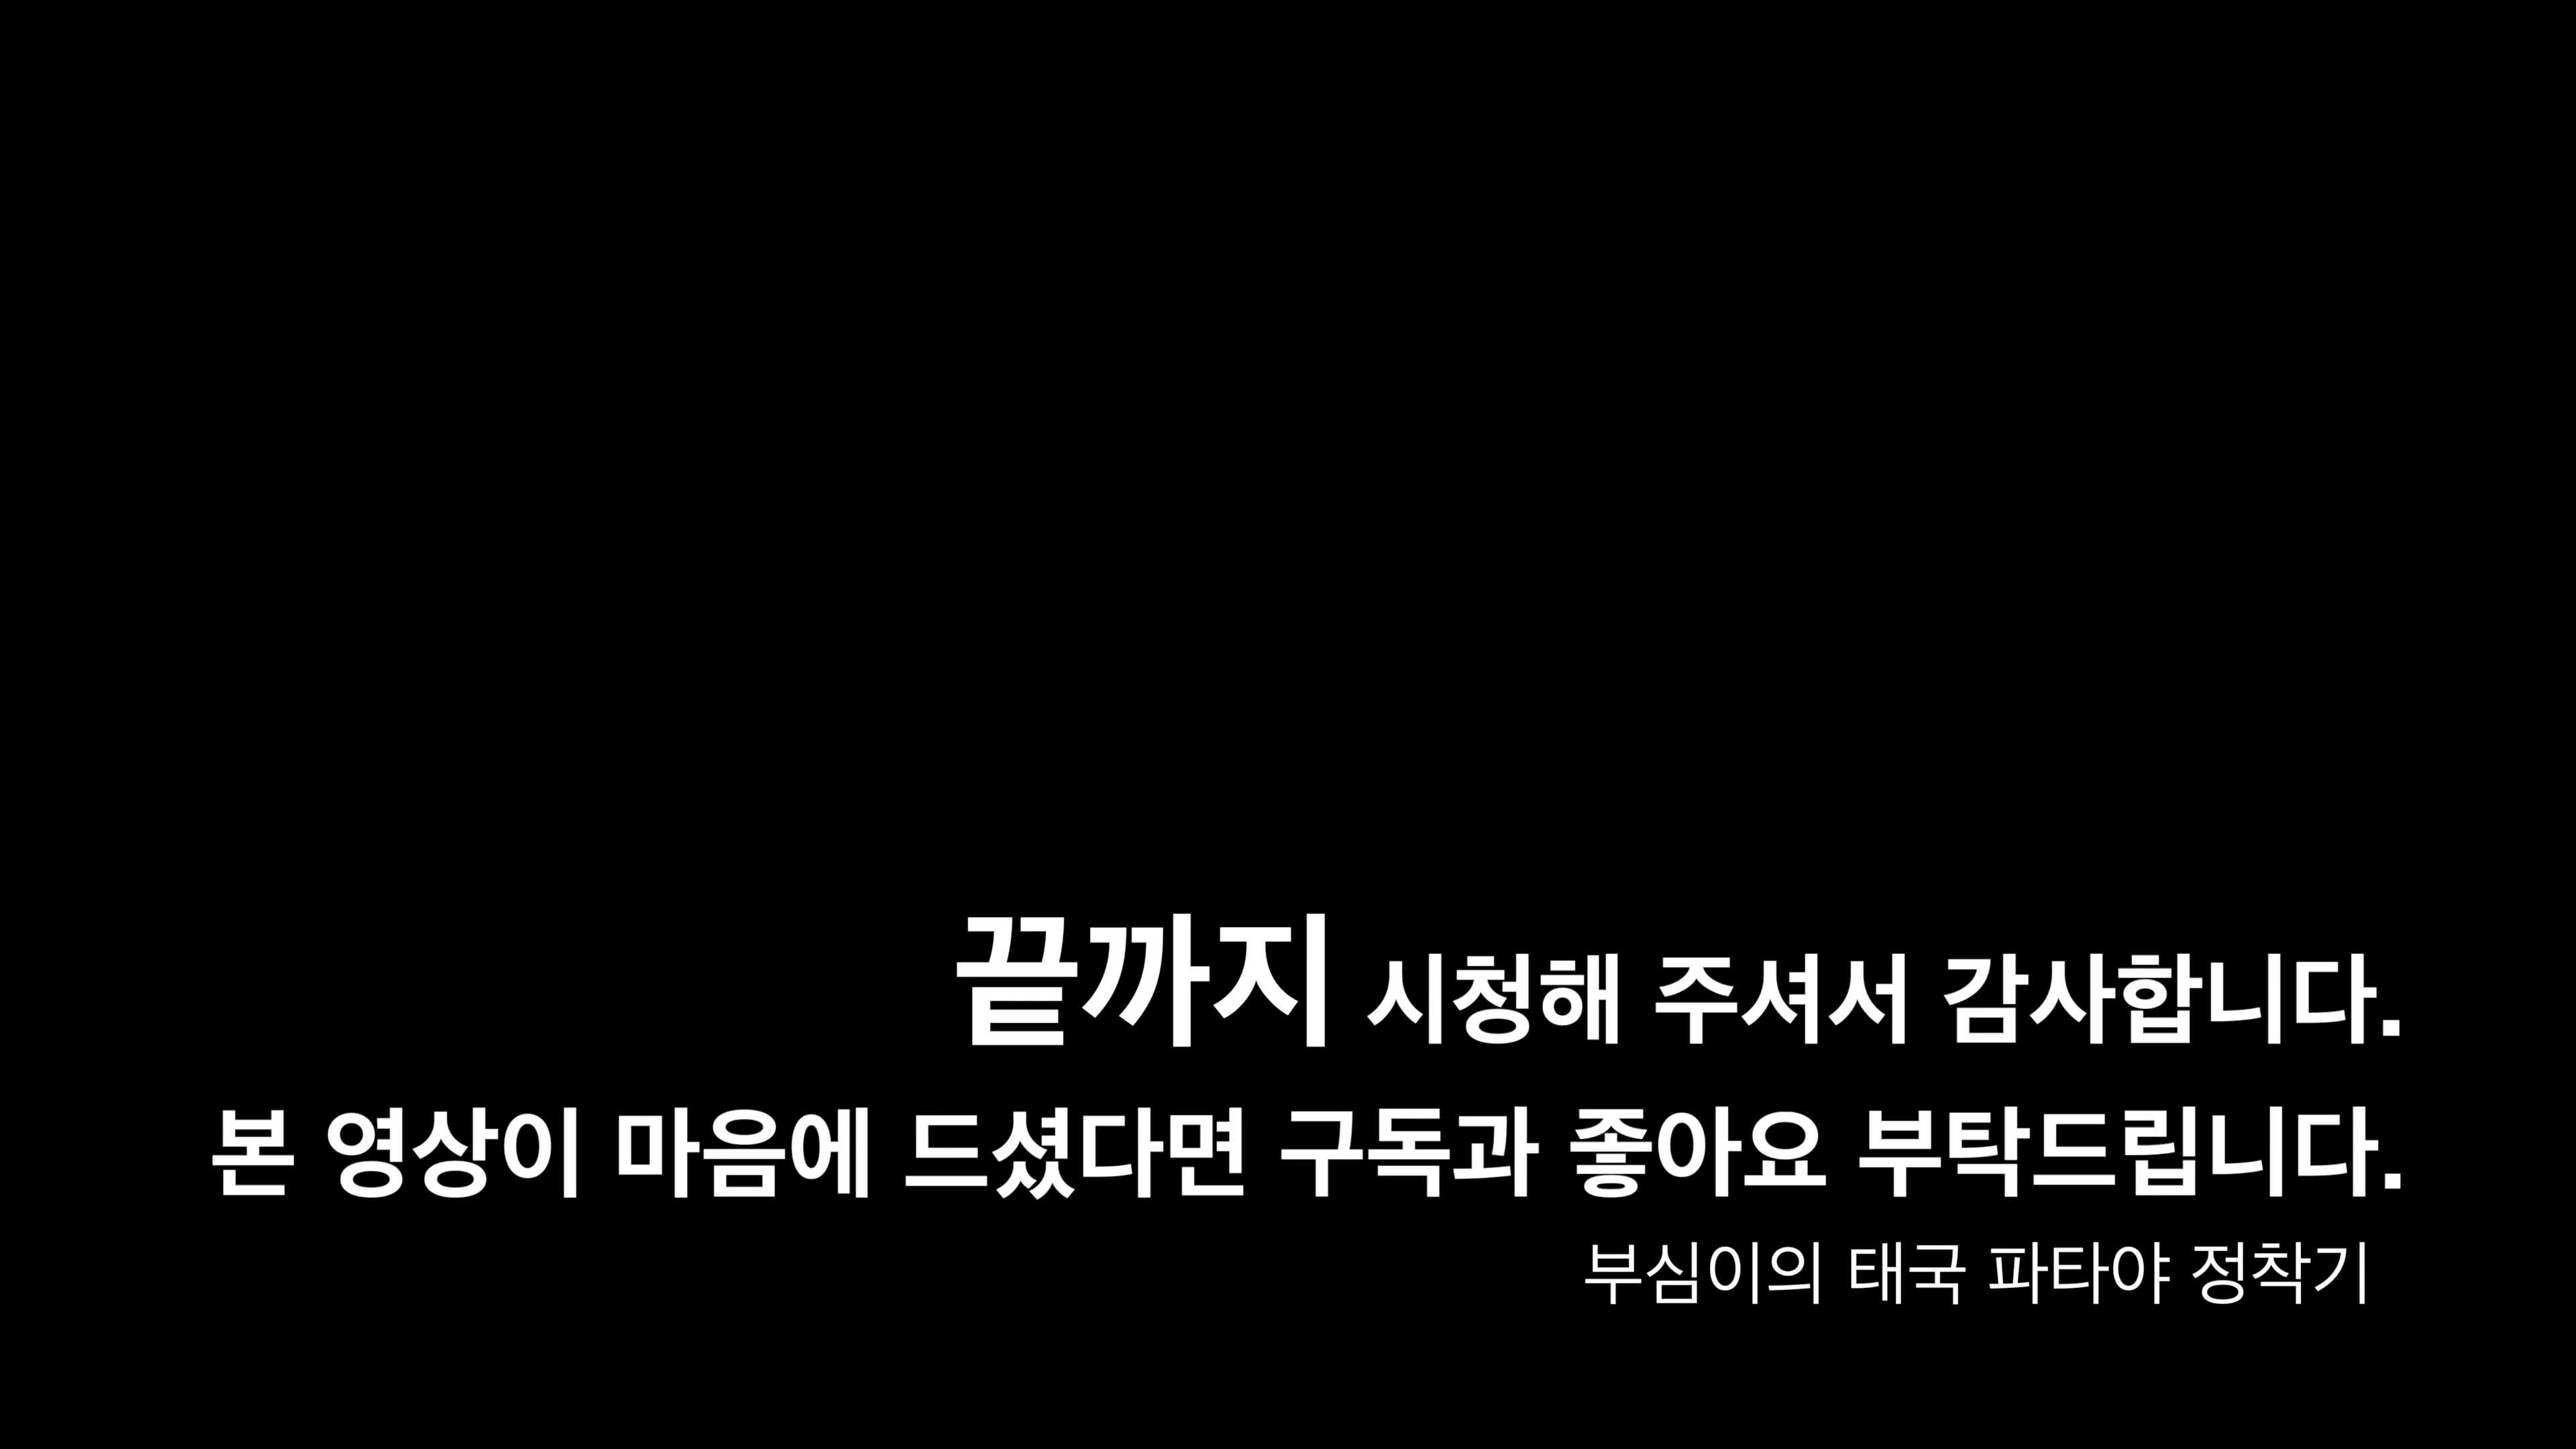 끝까지 시청해 주셔서 감사합니다.
본 영상이 마음에 드셨다면 구독과 좋아요 부탁드립니다.
부심이의 태국 파타야 정착기